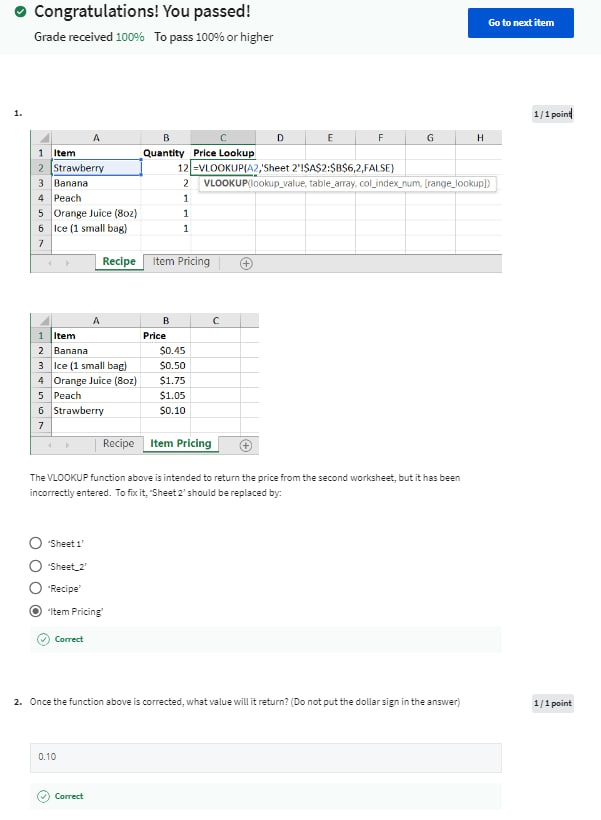 Congratulations! You passed!
Go to next item
Grade received 100% To pass 100% or higher
1.
1 / 1 point
A B C D E F G H
1 Item Quantity Price Lookup
2 Strawberry 12 =VLOOKUP(A2,'Sheet 2'!$A$2:$B$6,2,FALSE)
3 Banana 2 VLOOKUP(lookup_value, table_array, col_index_num, [range_lookup])
4 Peach 1
5 Orange Juice (8oz) 1
6 Ice (1 small bag) 1
7
Recipe Item Pricing
A B C
1 Item Price
2 Banana $0.45
3 Ice (1 small bag) $0.50
4 Orange Juice (8oz) $1.75
5 Peach $1.05
6 Strawberry $0.10
7
Recipe Item Pricing
The VLOOKUP function above is intended to return the price from the second worksheet, but it has been
incorrectly entered. To fix it, 'Sheet 2' should be replaced by:
'Sheet 1'
'Sheet_2'
'Recipe'
'Item Pricing'
Correct
2. Once the function above is corrected, what value will it return? (Do not put the dollar sign in the answer)
1 / 1 point
0.10
Correct